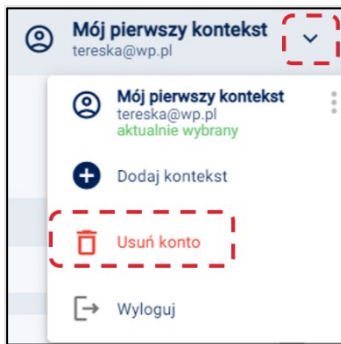 Mój pierwszy kontekst
tereska@wp.pl
Mój pierwszy kontekst
tereska@wp.pl
aktualnie wybrany
Dodaj kontekst
Usuń konto
Wyloguj